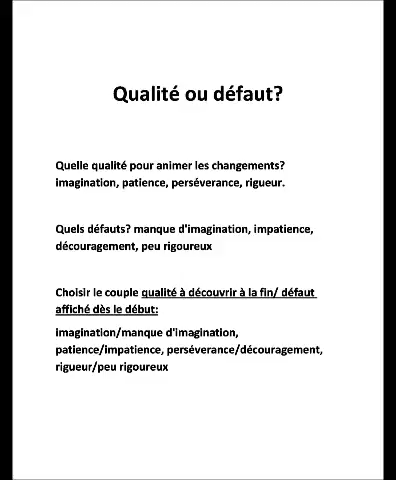 Qualité ou défaut?
Quelle qualité pour animer les changements?
imagination, patience, perséverance, rigueur.
Quels défauts? manque d'imagination, impatience,
découragement, peu rigoureux
Choisir le couple qualité à découvrir à la fin/ défaut
affiché dès le début:
imagination/manque d'imagination,
patience/impatience, perséverance/découragement,
rigueur/peu rigoureux